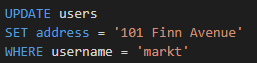 UPDATE users
SET address = '101 Finn Avenue'
WHERE username = 'markt'